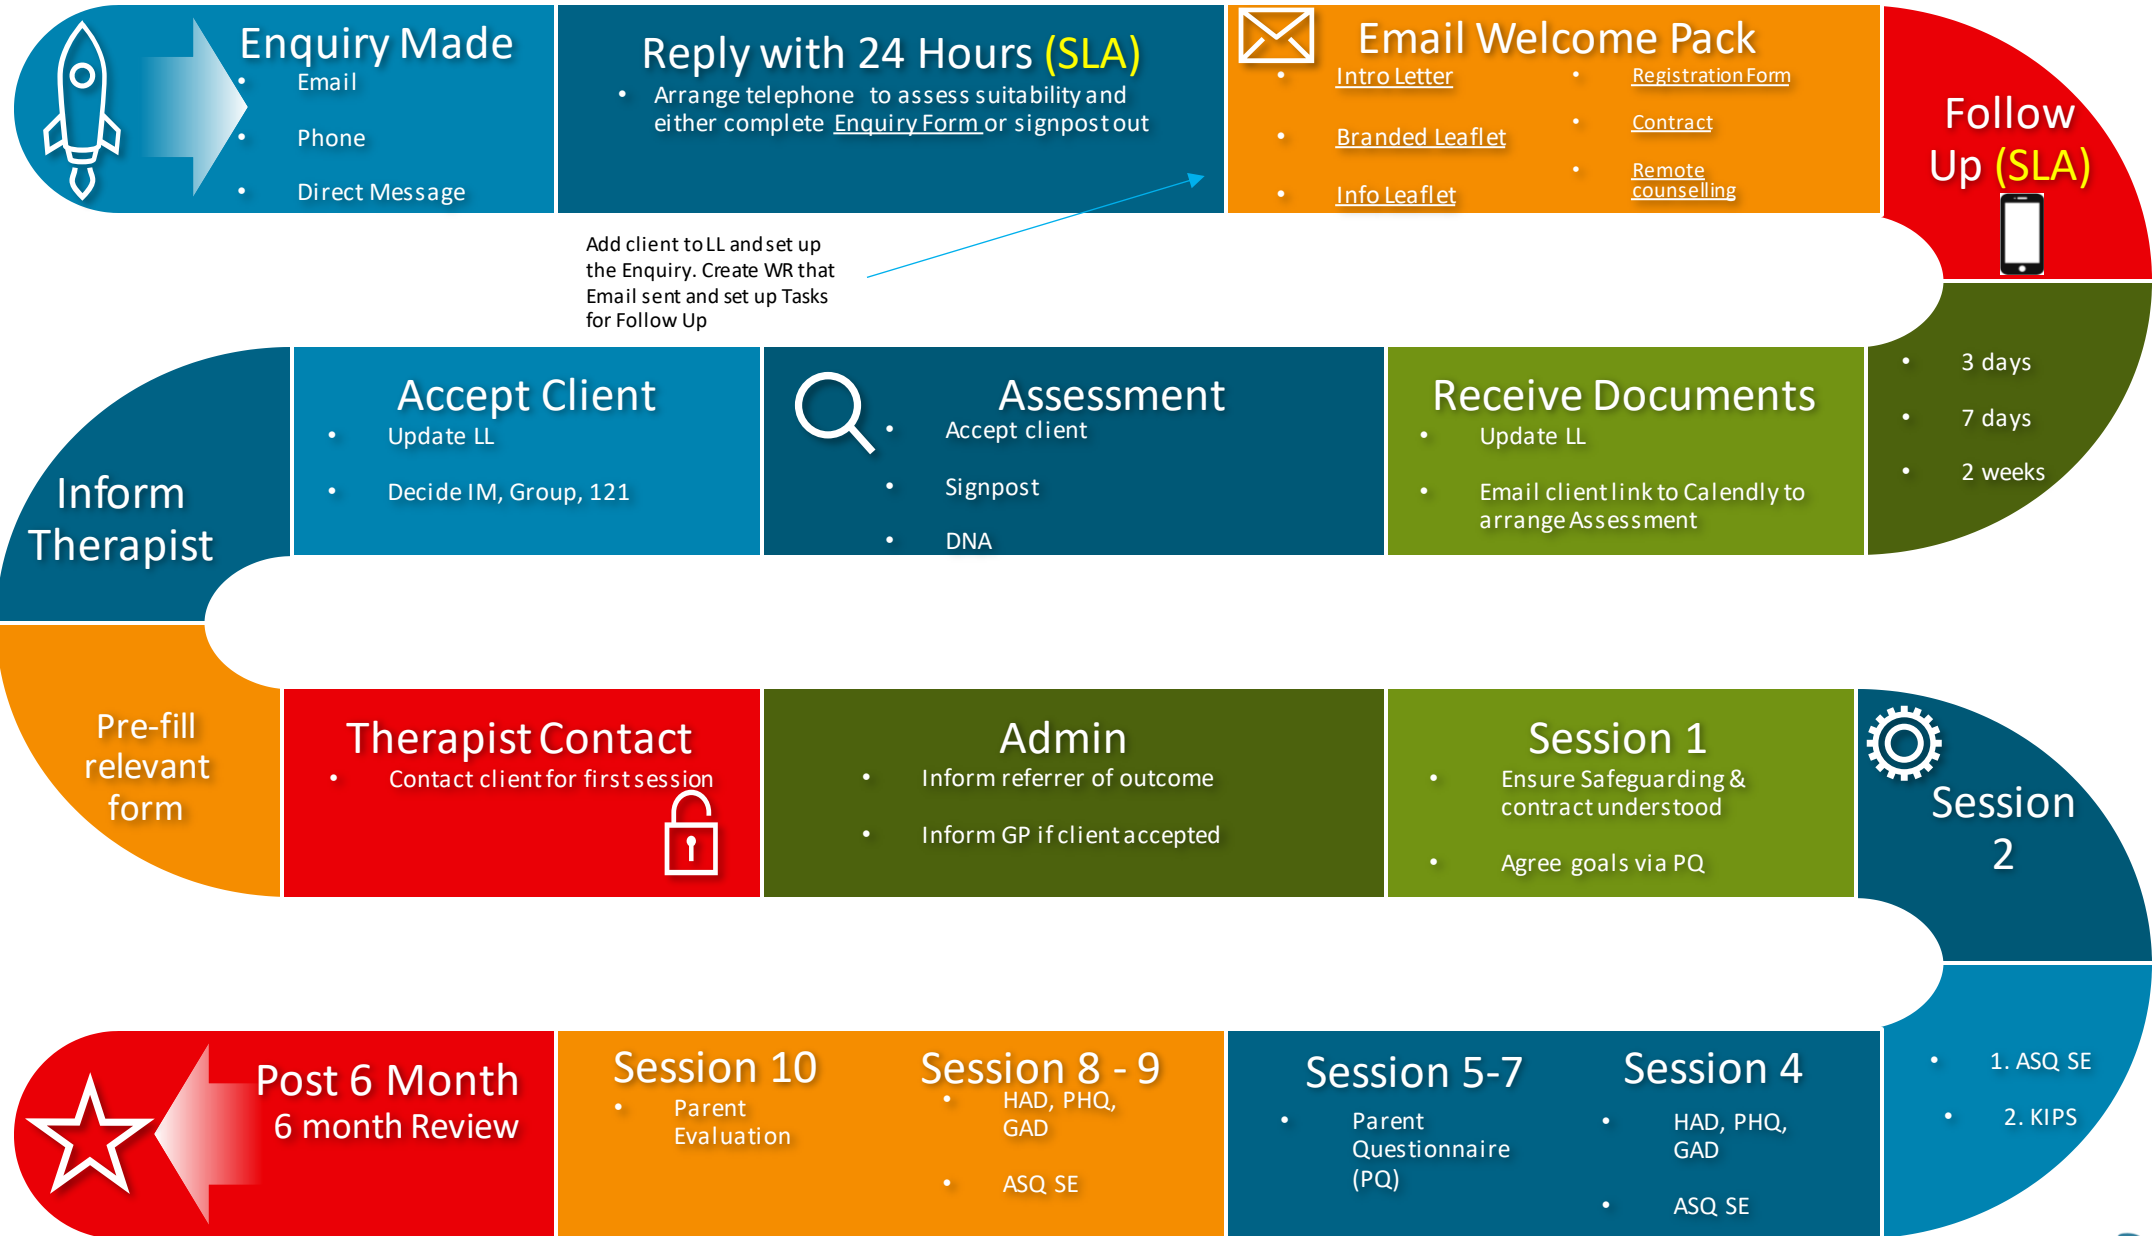 Enquiry Made
• Email
• Phone
• Direct Message
Reply with 24 Hours (SLA)
• Arrange telephone to assess suitability and
either complete Enquiry Form or signpost out
Email Welcome Pack
• Intro Letter
• Branded Leaflet
• Info Leaflet
• Registration Form
• Contract
• Remote
counselling
Follow
Up (SLA)
Add client to LL and set up
the Enquiry. Create WR that
Email sent and set up Tasks
for Follow Up
• 3 days
• 7 days
• 2 weeks
Receive Documents
• Update LL
• Email client link to Calendly to
arrange Assessment
Assessment
• Accept client
• Signpost
• DNA
Accept Client
• Update LL
• Decide IM, Group, 121
Inform
Therapist
Pre-fill
relevant
form
Therapist Contact
• Contact client for first session
Admin
• Inform referrer of outcome
• Inform GP if client accepted
Session 1
• Ensure Safeguarding &
contract understood
• Agree goals via PQ
Session
2
• 1. ASQ SE
• 2. KIPS
Session 4
• HAD, PHQ,
GAD
• ASQ SE
Session 5-7
• Parent
Questionnaire
(PQ)
Session 8 - 9
• HAD, PHQ,
GAD
• ASQ SE
Session 10
• Parent
Evaluation
Post 6 Month
6 month Review